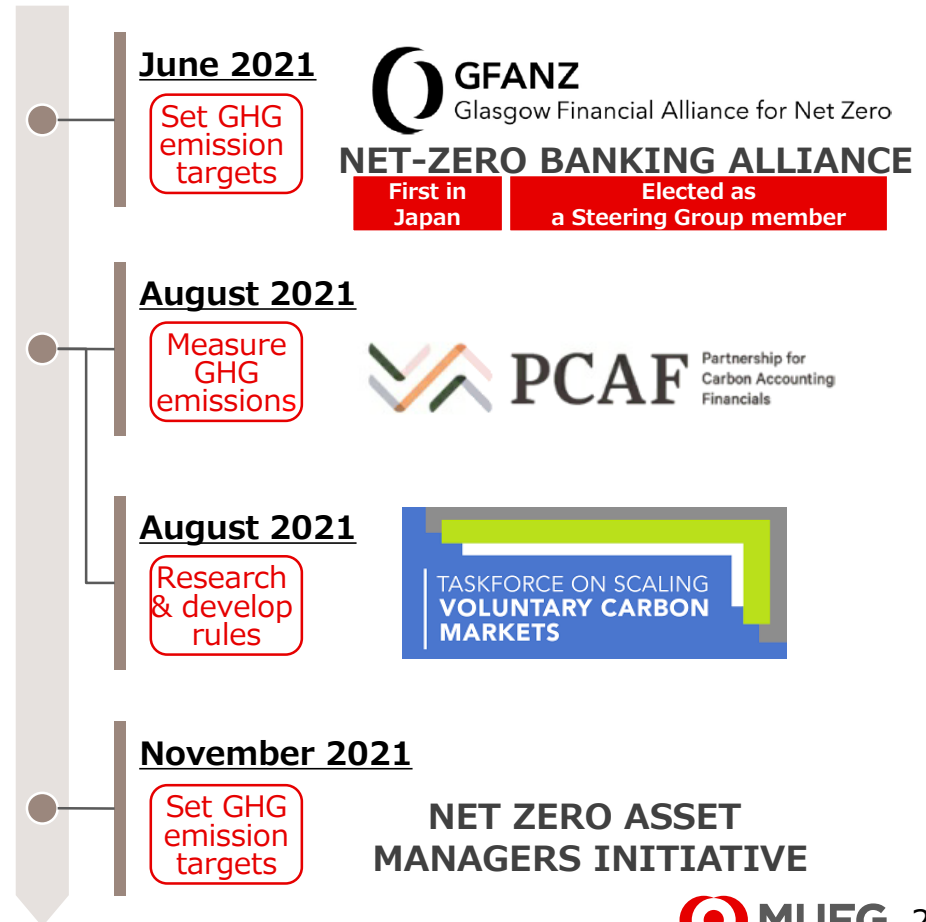 June 2021
Set GHG
emission
targets
GFANZ
Glasgow Financial Alliance for Net Zero
NET-ZERO BANKING ALLIANCE
First in
Japan
Elected as
a Steering Group member
August 2021
Measure
GHG
emissions
PCAF
Partnership for
Carbon Accounting
Financials
August 2021
Research
& develop
rules
TASKFORCE ON SCALING
VOLUNTARY CARBON
MARKETS
November 2021
Set GHG
emission
targets
NET ZERO ASSET
MANAGERS INITIATIVE
MUFG